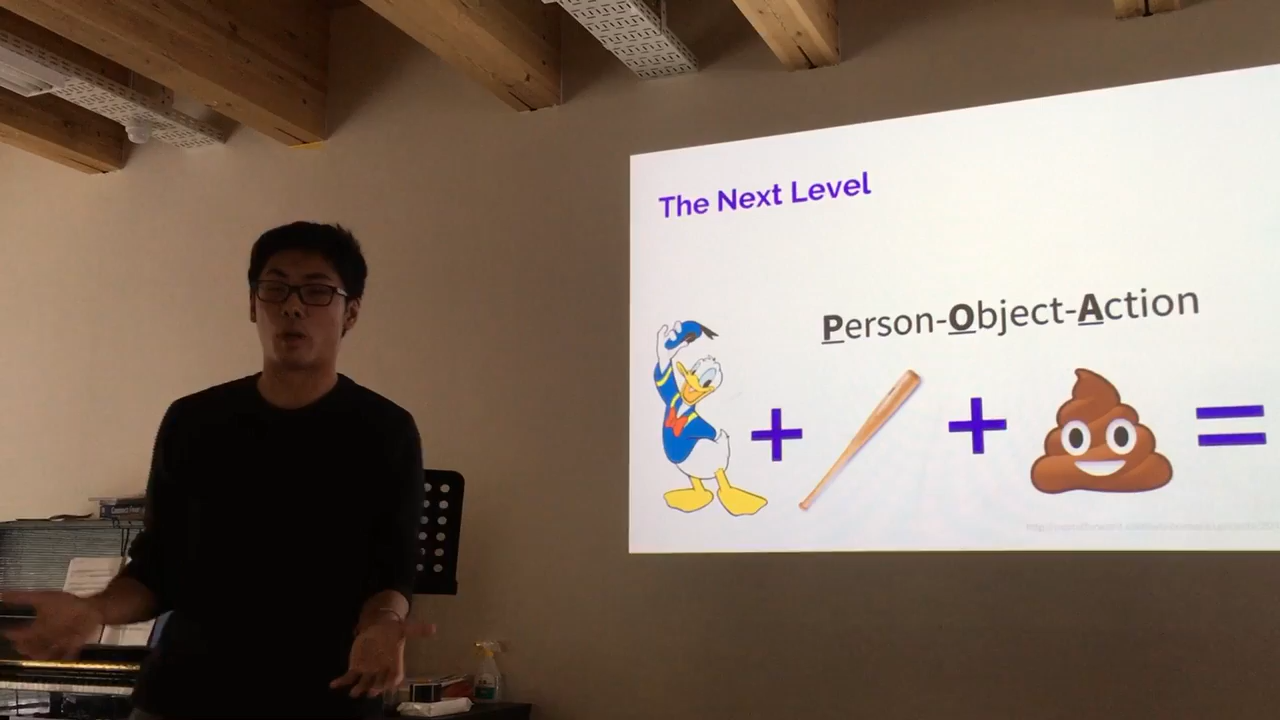 The Next Level
Person-Object-Action
+ + =